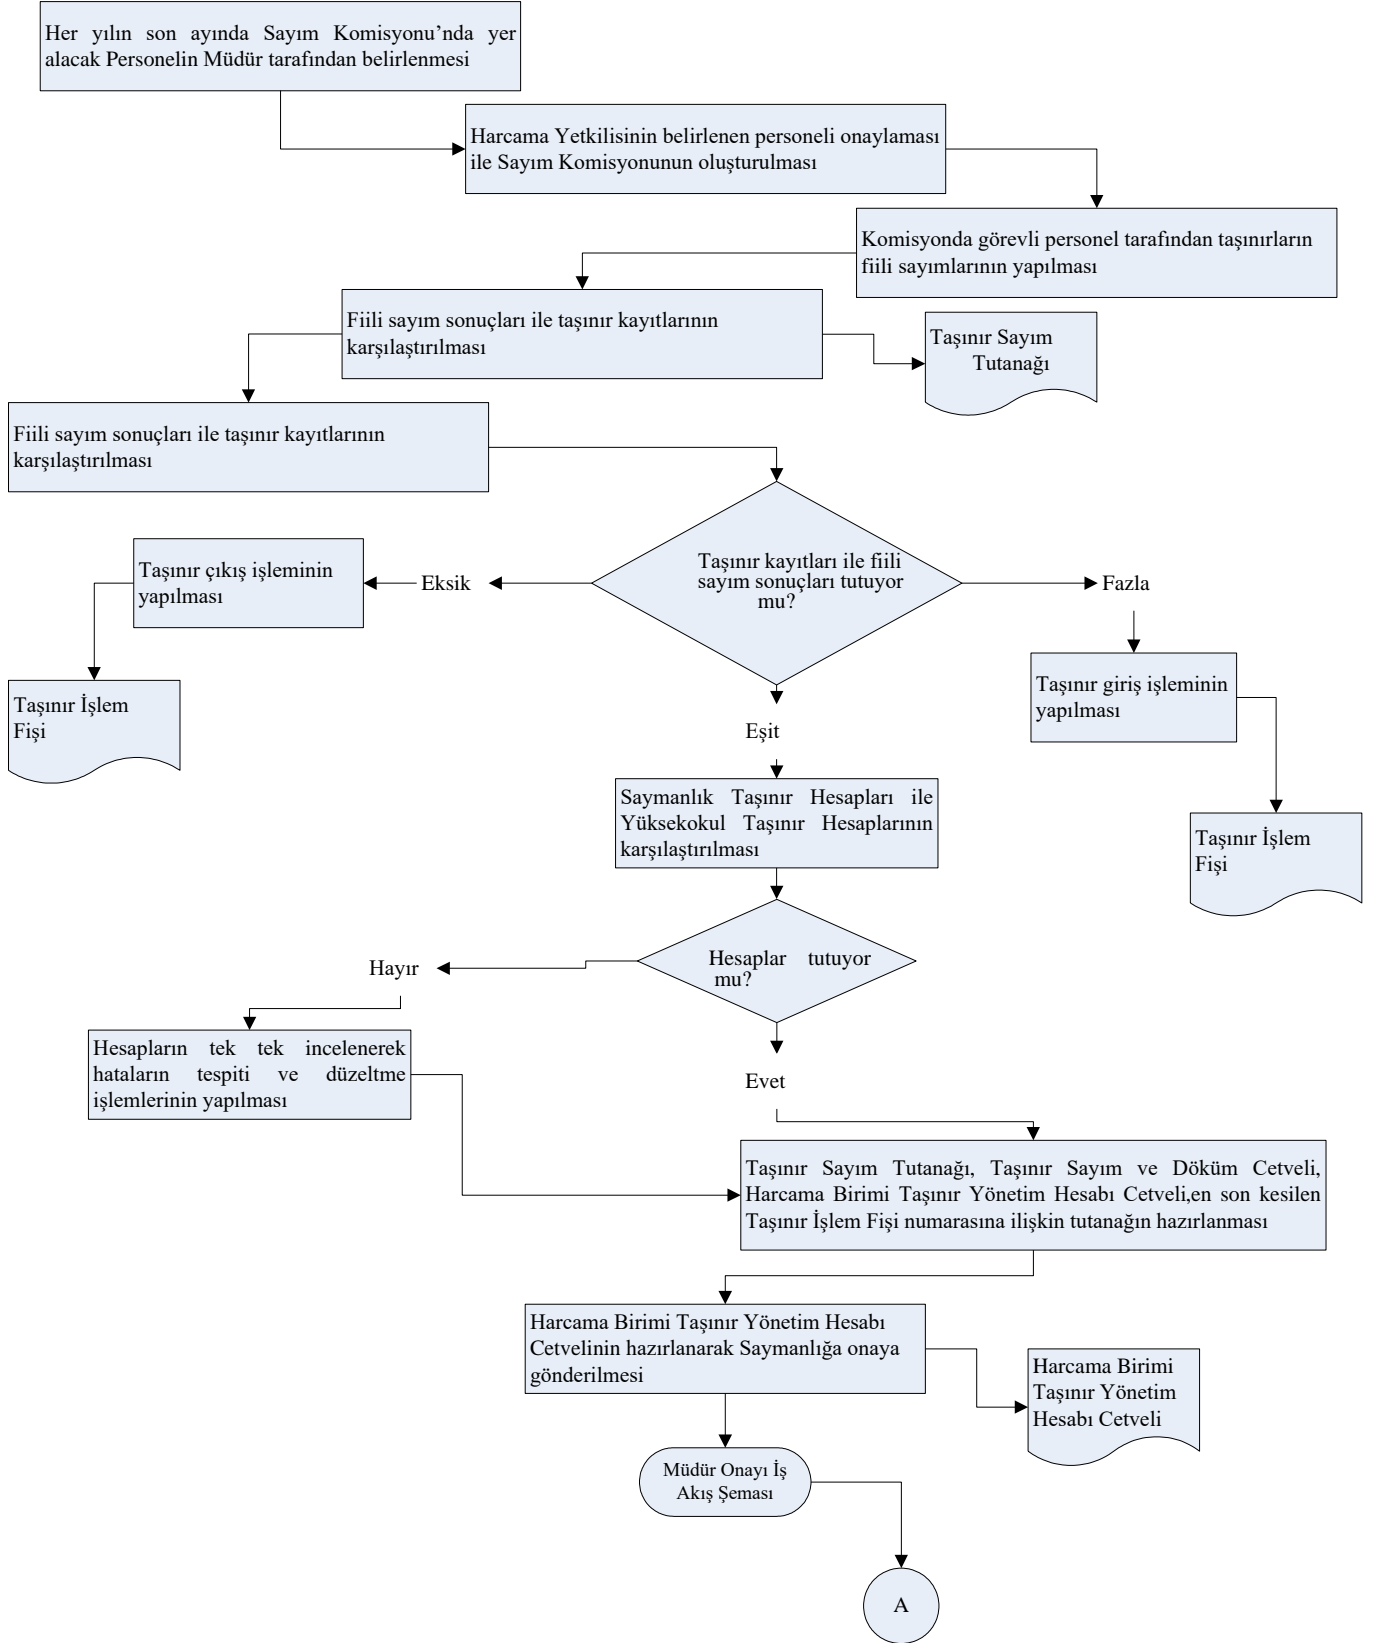 Her yılın son ayında Sayım Komisyonu’nda yer
alacak Personelin Müdür tarafından belirlenmesi
Harcama Yetkilisinin belirlenen personeli onaylaması
ile Sayım Komisyonunun oluşturulması
Komisyonda görevli personel tarafından taşınırların
fiili sayımlarının yapılması
Fiili sayım sonuçları ile taşınır kayıtlarının
karşılaştırılması
Taşınır Sayım
Tutanağı
Fiili sayım sonuçları ile taşınır kayıtlarının
karşılaştırılması
Taşınır kayıtları ile fiili
sayım sonuçları tutuyor
mu?
Eksik
Taşınır çıkış işleminin
yapılması
Taşınır İşlem
Fişi
Fazla
Taşınır giriş işleminin
yapılması
Taşınır İşlem
Fişi
Eşit
Saymanlık Taşınır Hesapları ile
Yüksekokul Taşınır Hesaplarının
karşılaştırılması
Hesaplar tutuyor
mu?
Hayır
Hesapların tek tek incelenerek
hataların tespiti ve düzeltme
işlemlerinin yapılması
Evet
Taşınır Sayım Tutanağı, Taşınır Sayım ve Döküm Cetveli,
Harcama Birimi Taşınır Yönetim Hesabı Cetveli,en son kesilen
Taşınır İşlem Fişi numarasına ilişkin tutanağın hazırlanması
Harcama Birimi Taşınır Yönetim Hesabı
Cetvelinin hazırlanarak Saymanlığa onaya
gönderilmesi
Harcama Birimi
Taşınır Yönetim
Hesabı Cetveli
Müdür Onayı İş
Akış Şeması
A